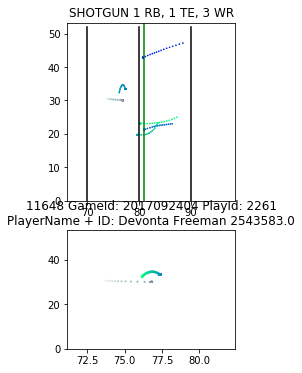 SHOTGUN 1 RB, 1 TE, 3 WR
50
40
30
20
10
0
70 80 90
11648 GameId: 2017092404 PlayId: 2261
PlayerName + ID: Devonta Freeman 2543583.0
40
20
0
72.5 75.0 77.5 80.0